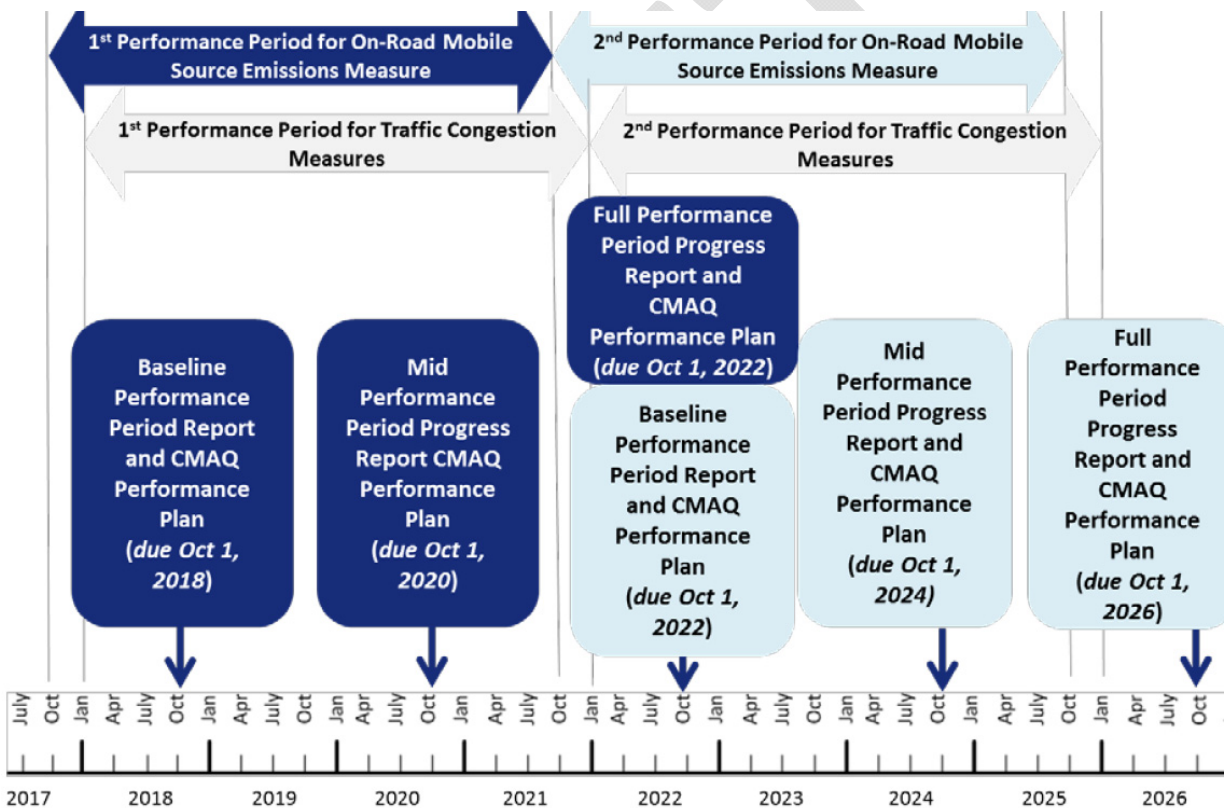 1st Performance Period for On-Road Mobile
Source Emissions Measure
2nd Performance Period for On-Road Mobile
Source Emissions Measure
1st Performance Period for Traffic Congestion
Measures
2nd Performance Period for Traffic Congestion
Measures
Baseline
Performance
Period Report
and CMAQ
Performance
Plan
(due Oct 1,
2018)
Mid
Performance
Period Progress
Report CMAQ
Performance
Plan
(due Oct 1,
2020)
Full Performance
Period Progress
Report and
CMAQ
Performance Plan
(due Oct 1, 2022)
Baseline
Performance
Period Report
and CMAQ
Performance
Plan
(due Oct 1,
2022)
Mid
Performance
Period Progress
Report and
CMAQ
Performance
Plan
(due Oct 1,
2024)
Full
Performance
Period
Progress
Report and
CMAQ
Performance
Plan
(due Oct 1,
2026)
July Oct Jan Apr July Oct Jan Apr July Oct Jan Apr July Oct Jan Apr July Oct Jan Apr July Oct Jan Apr July Oct Jan Apr July Oct Jan Apr July Oct Jan Apr July Oct
2017 2018 2019 2020 2021 2022 2023 2024 2025 2026